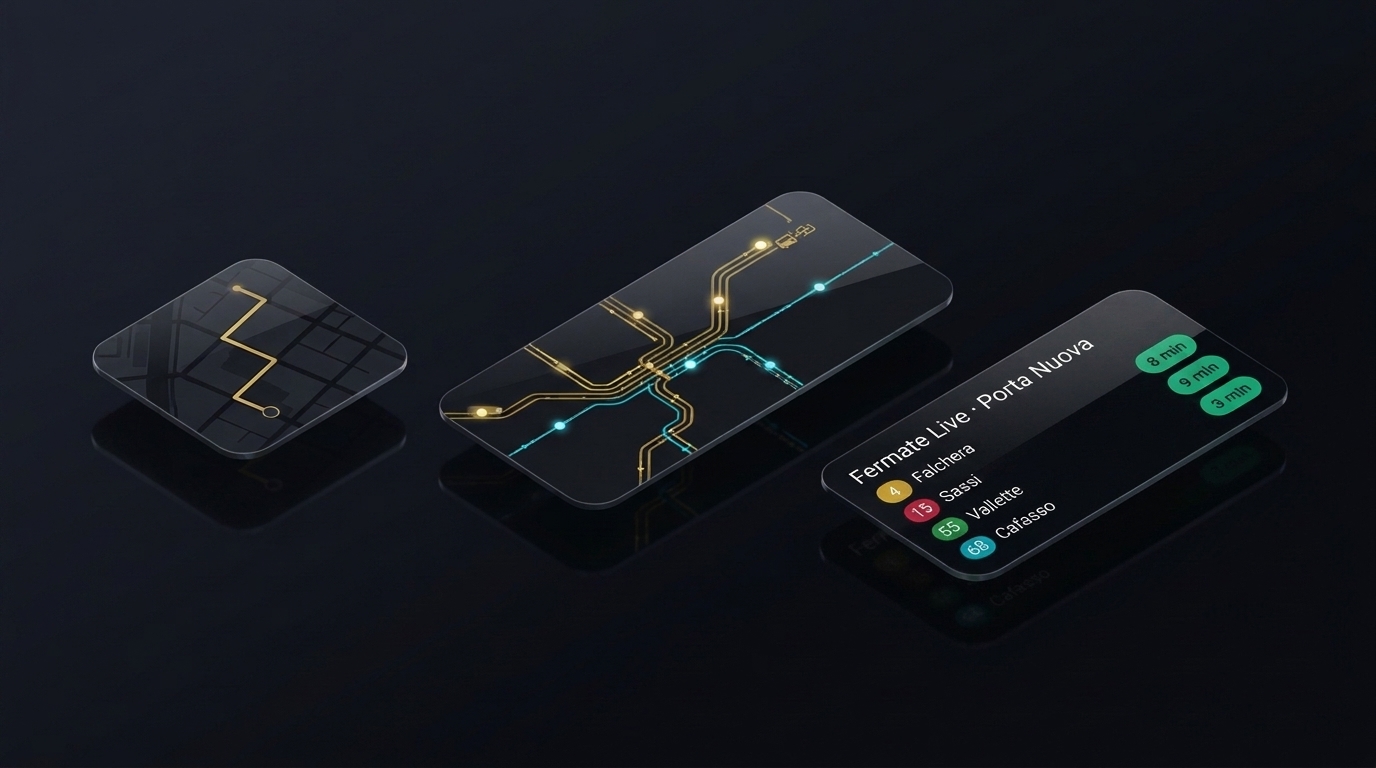 Fermate Live · Porta Nuova
4 Falchera
15 Sassi
55 Vallette
68 Cafasso
8 min
9 min
3 min